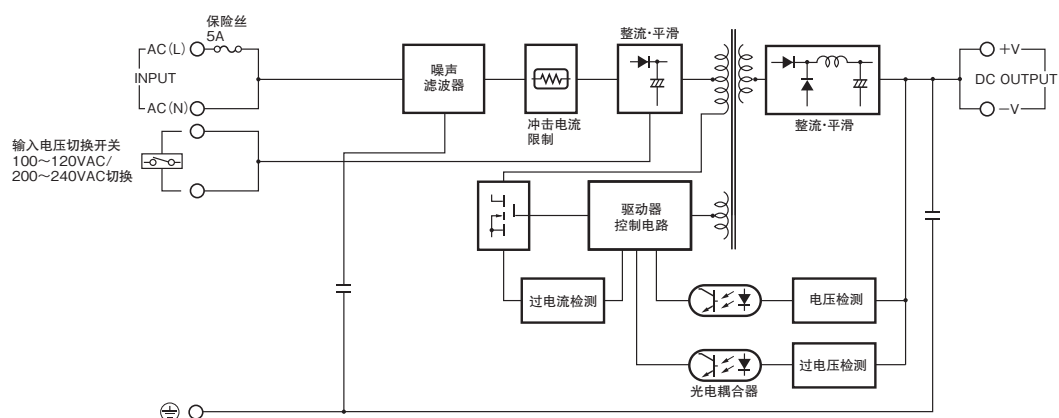 保险丝
5A
AC(L)
INPUT
AC(N)
输入电压切换开关
100～120VAC/
200～240VAC切换
噪声
滤波器
冲击电流
限制
整流·平滑
整流·平滑
+V
DC OUTPUT
−V
驱动器
控制电路
过电流检测
电压检测
过电压检测
光电耦合器